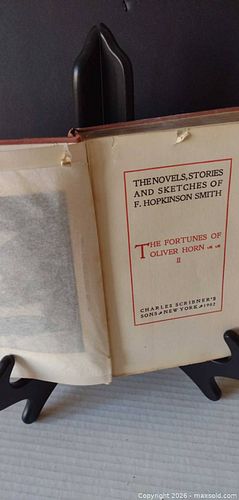 THE NOVELS, STORIES
AND SKETCHES OF
F. HOPKINSON SMITH
THE FORTUNES OF
OLIVER HORN
II
CHARLES SCRIBNER'S
SONS NEW YORK 1902
Copyright 2026 - maxsold.com